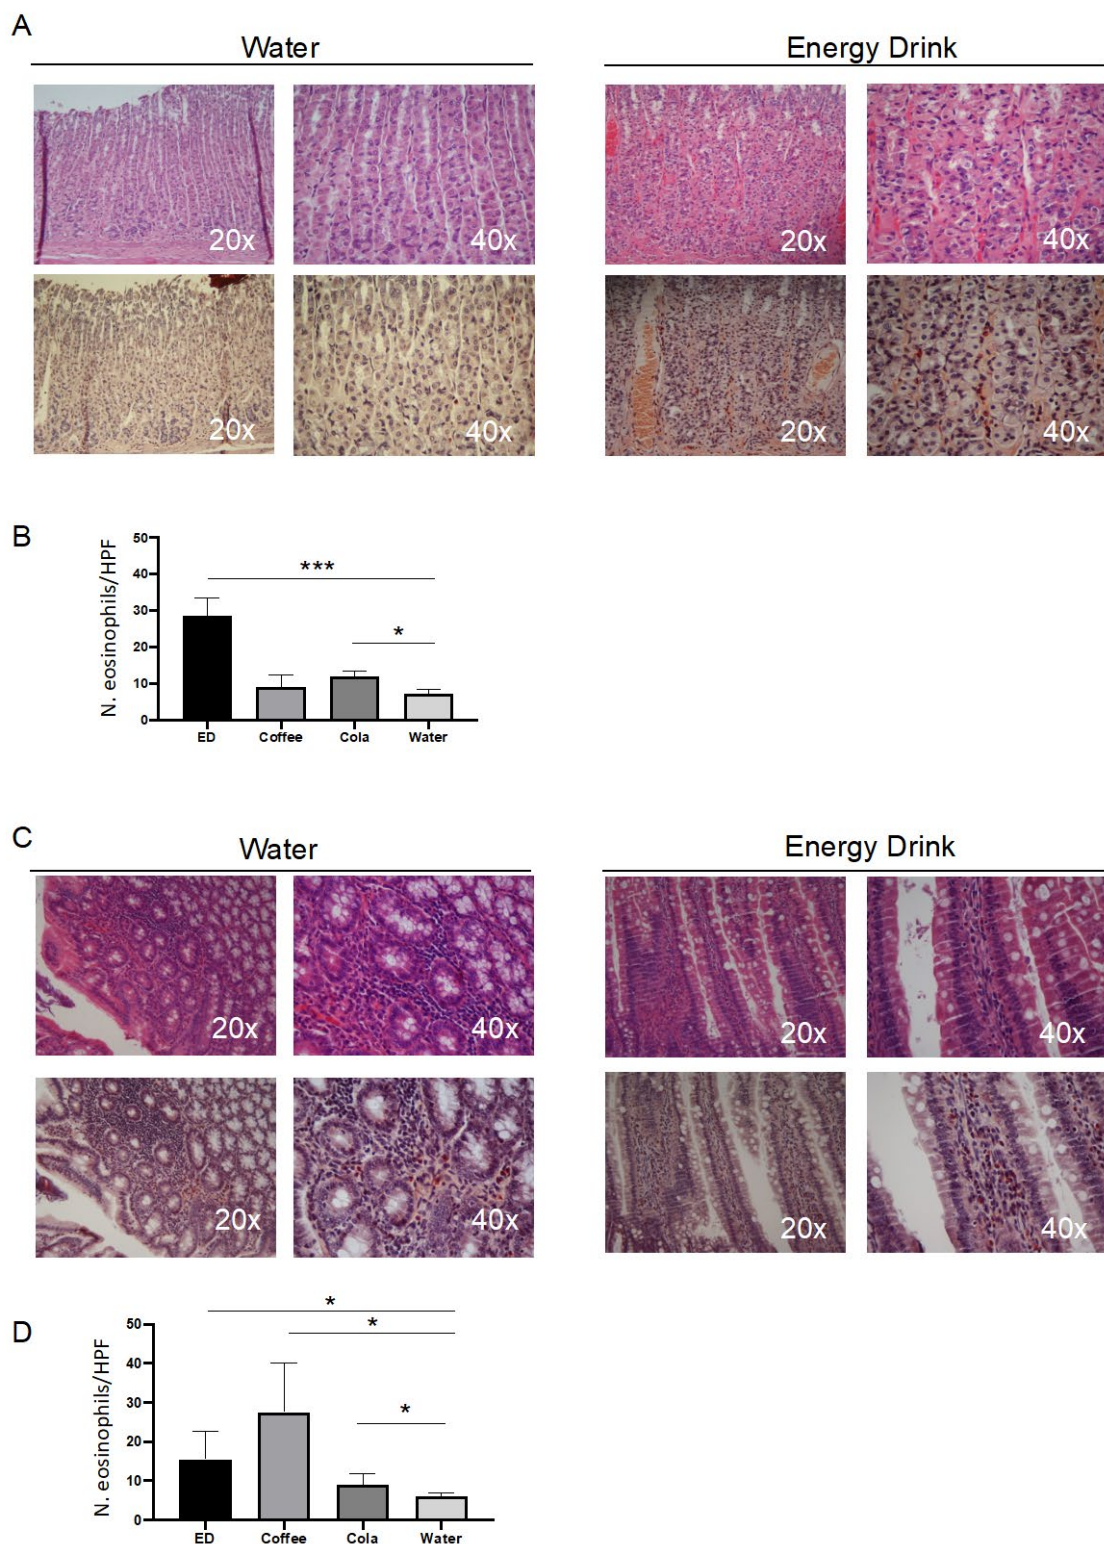 A
Water
Energy Drink
20x
40x
20x
40x
20x
40x
20x
40x
B
N. eosinophils/HPF
50
40
30
20
10
0
***
*
ED
Coffee
Cola
Water
C
Water
Energy Drink
20x
40x
20x
40x
20x
40x
20x
40x
D
N. eosinophils/HPF
50
40
30
20
10
0
*
*
*
ED
Coffee
Cola
Water